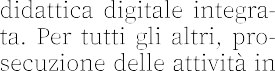 didattica digitale integra-
ta. Per tutti gli altri, pro-
secuzione delle attività in